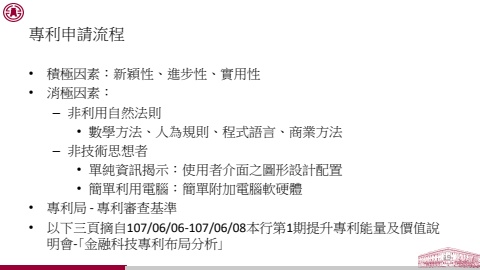 專利申請流程
• 積極因素：新穎性、進步性、實用性
• 消極因素：
– 非利用自然法則
• 數學方法、人為規則、程式語言、商業方法
– 非技術思想者
• 單純資訊揭示：使用者介面之圖形設計配置
• 簡單利用電腦：簡單附加電腦軟硬體
• 專利局 - 專利審查基準
• 以下三頁摘自107/06/06-107/06/08本行第1期提升專利能量及價值說
明會-｢金融科技專利布局分析｣